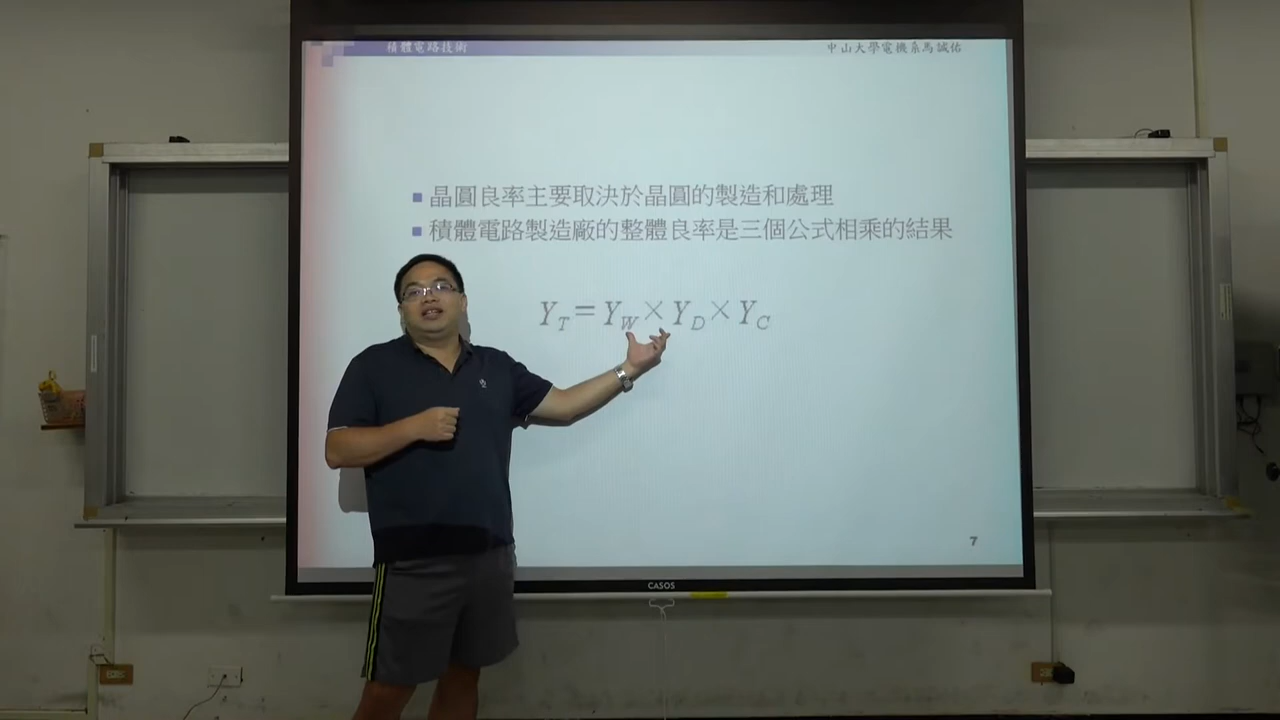 積體電路技術
中山大學電機系馬誠佑
晶圓良率主要取決於晶圓的製造和處理
積體電路製造廠的整體良率是三個公式相乘的結果
Y_T = Y_W × Y_D × Y_C
7
CASOS